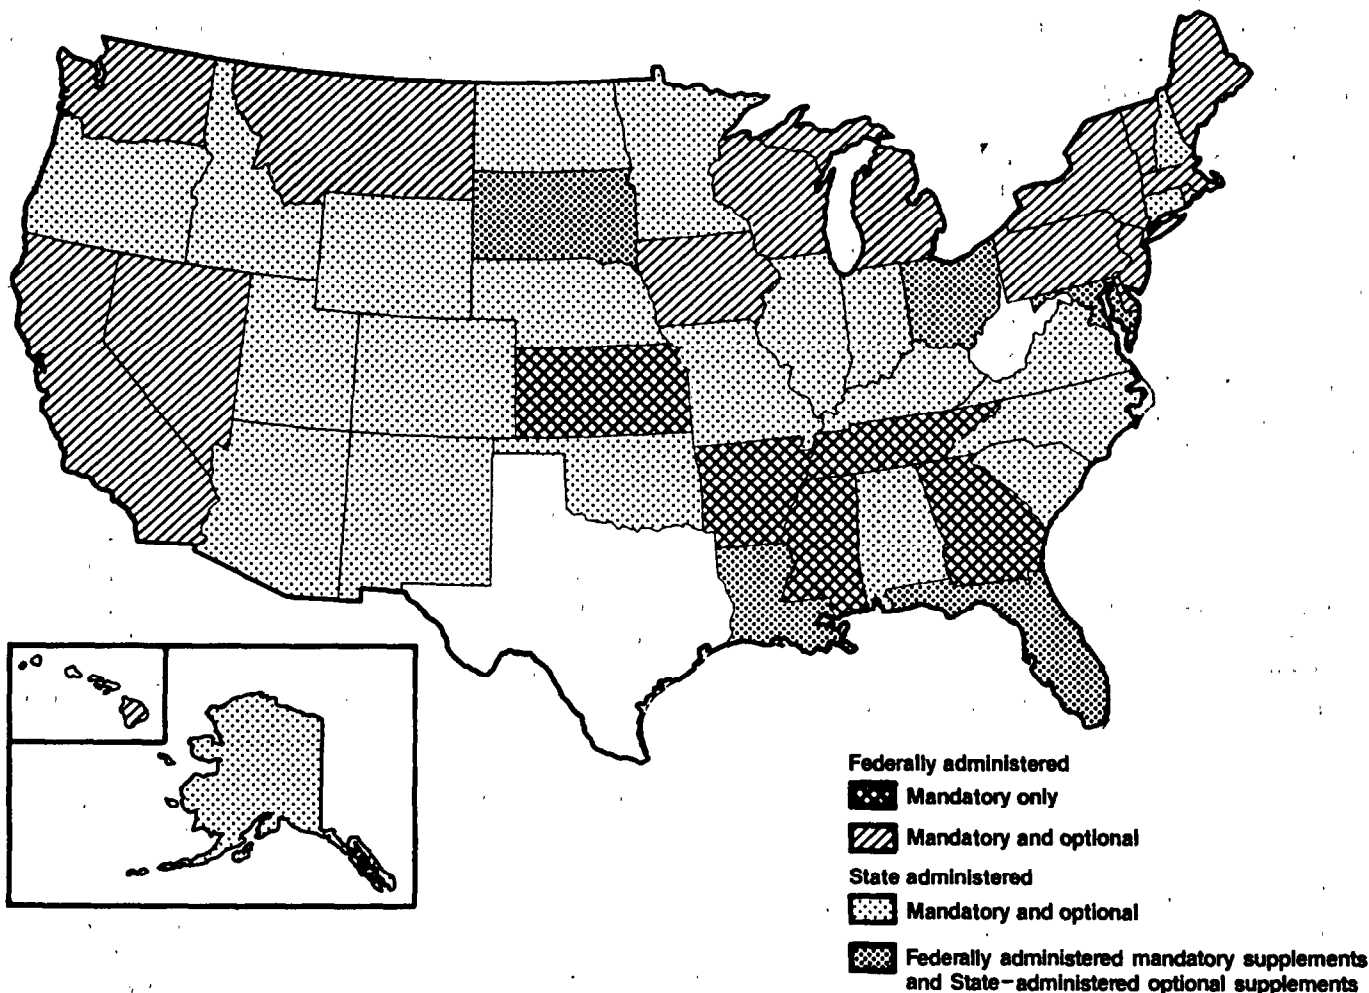 Federally administered
Mandatory only
Mandatory and optional
State administered
Mandatory and optional
Federally administered mandatory supplements
and State-administered optional supplements